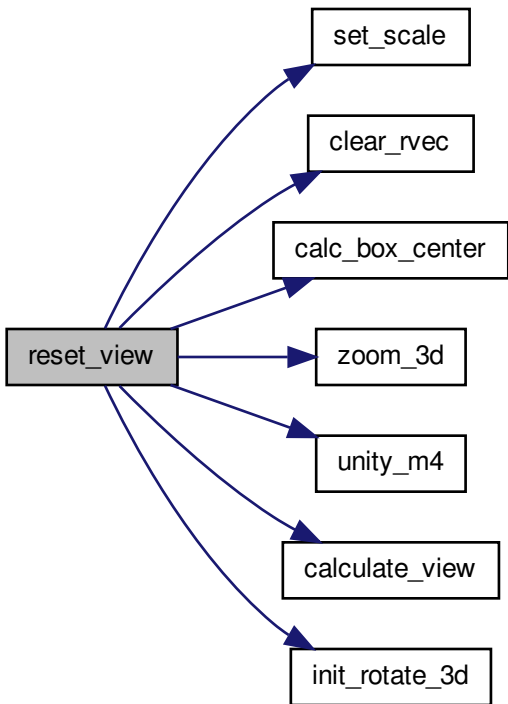 set_scale
clear_rvec
calc_box_center
reset_view
zoom_3d
unity_m4
calculate_view
init_rotate_3d